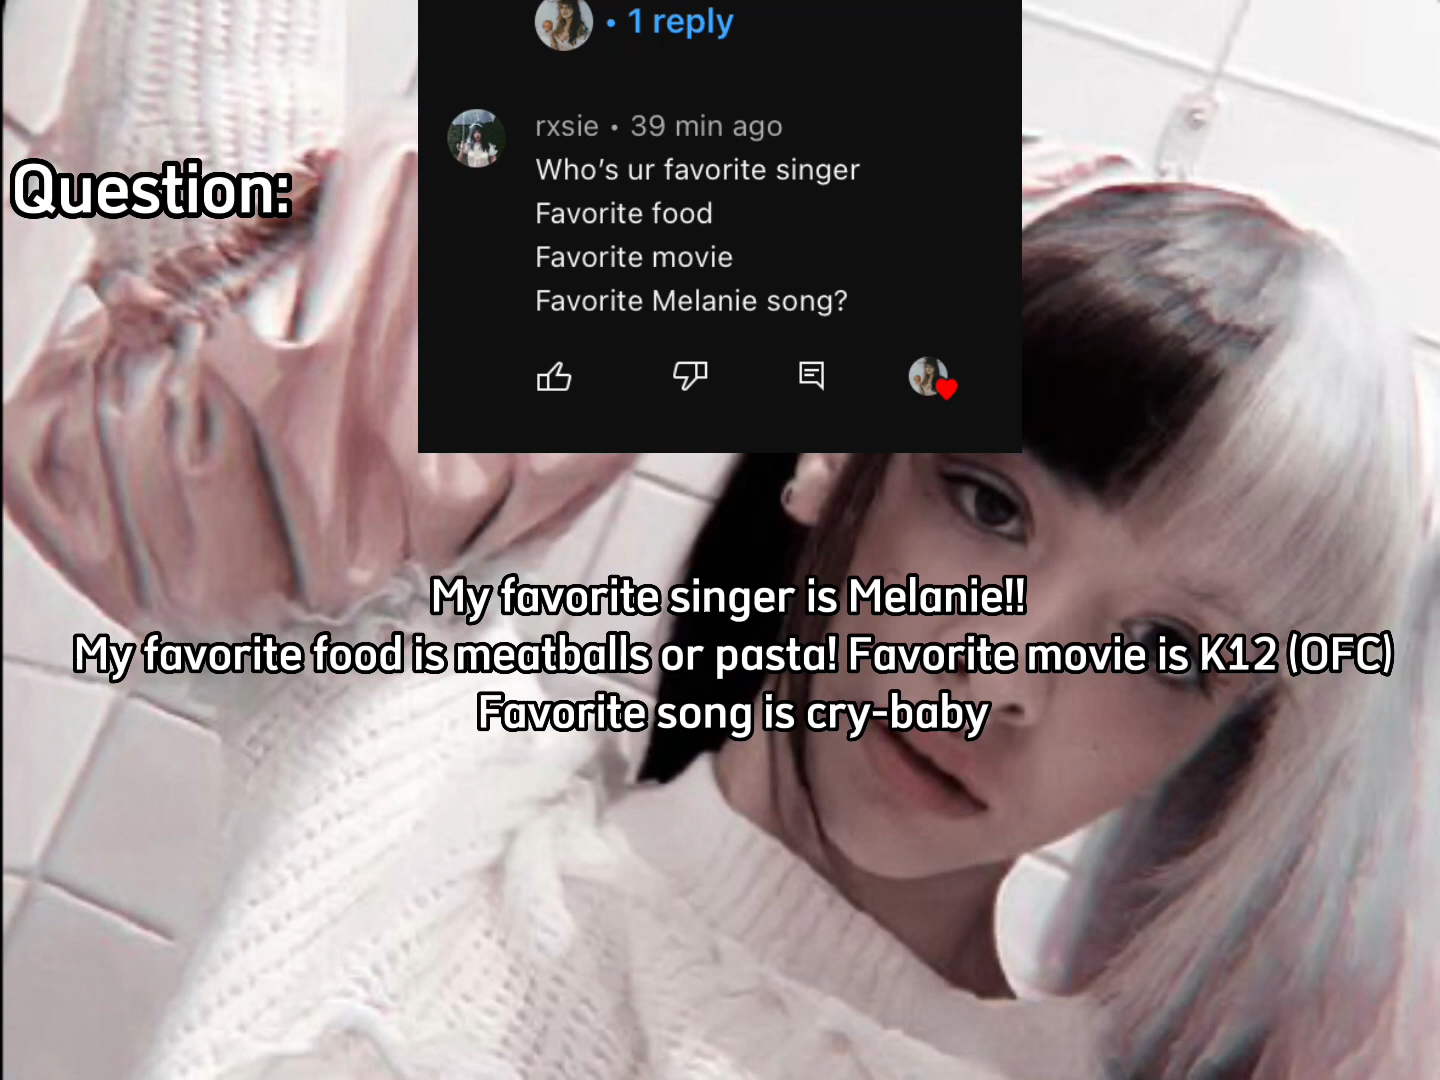 • 1 reply
rxsie • 39 min ago
Who's ur favorite singer
Favorite food
Favorite movie
Favorite Melanie song?
Question:
My favorite singer is Melanie!!
My favorite food is meatballs or pasta! Favorite movie is K12 (OFC)
Favorite song is cry-baby